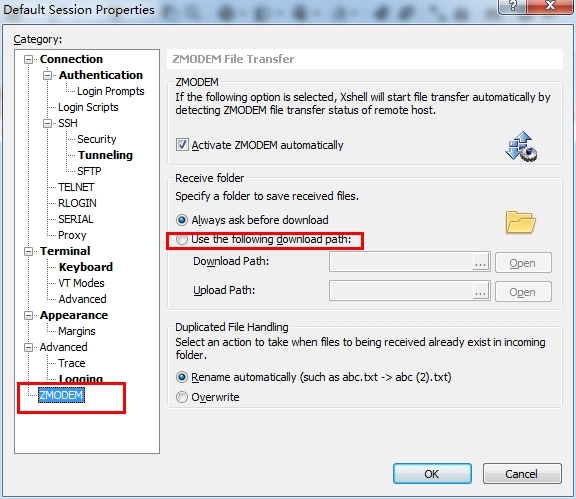 Default Session Properties
Category:
Connection
Authentication
Login Prompts
Login Scripts
SSH
Security
Tunneling
SFTP
TELNET
RLOGIN
SERIAL
Proxy
Terminal
Keyboard
VT Modes
Advanced
Appearance
Margins
Advanced
Trace
Logging
ZMODEM
ZMODEM File Transfer
ZMODEM
If the following option is selected, Xshell will start file transfer automatically by
detecting ZMODEM file transfer status of remote host.
Activate ZMODEM automatically
Receive folder
Specify a folder to save received files.
Always ask before download
Use the following download path:
Download Path: ... Open
Upload Path: ... Open
Duplicated File Handling
Select an action to take when files to being received already exist in incoming
folder.
Rename automatically (such as abc.txt -> abc (2).txt)
Overwrite
OK Cancel